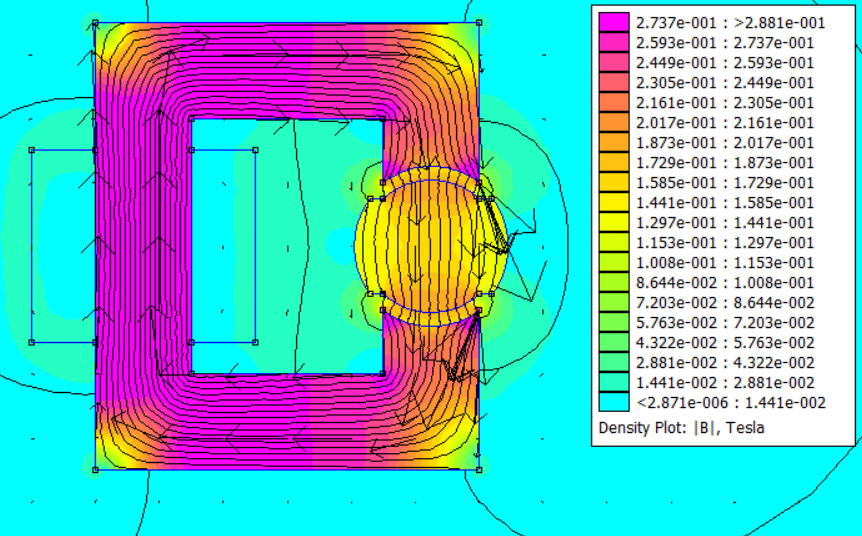 2.737e-001 : >2.881e-001
2.593e-001 : 2.737e-001
2.449e-001 : 2.593e-001
2.305e-001 : 2.449e-001
2.161e-001 : 2.305e-001
2.017e-001 : 2.161e-001
1.873e-001 : 2.017e-001
1.729e-001 : 1.873e-001
1.585e-001 : 1.729e-001
1.441e-001 : 1.585e-001
1.297e-001 : 1.441e-001
1.153e-001 : 1.297e-001
1.008e-001 : 1.153e-001
8.644e-002 : 1.008e-001
7.203e-002 : 8.644e-002
5.763e-002 : 7.203e-002
4.322e-002 : 5.763e-002
2.881e-002 : 4.322e-002
1.441e-002 : 2.881e-002
<2.871e-006 : 1.441e-002
Density Plot: |B|, Tesla